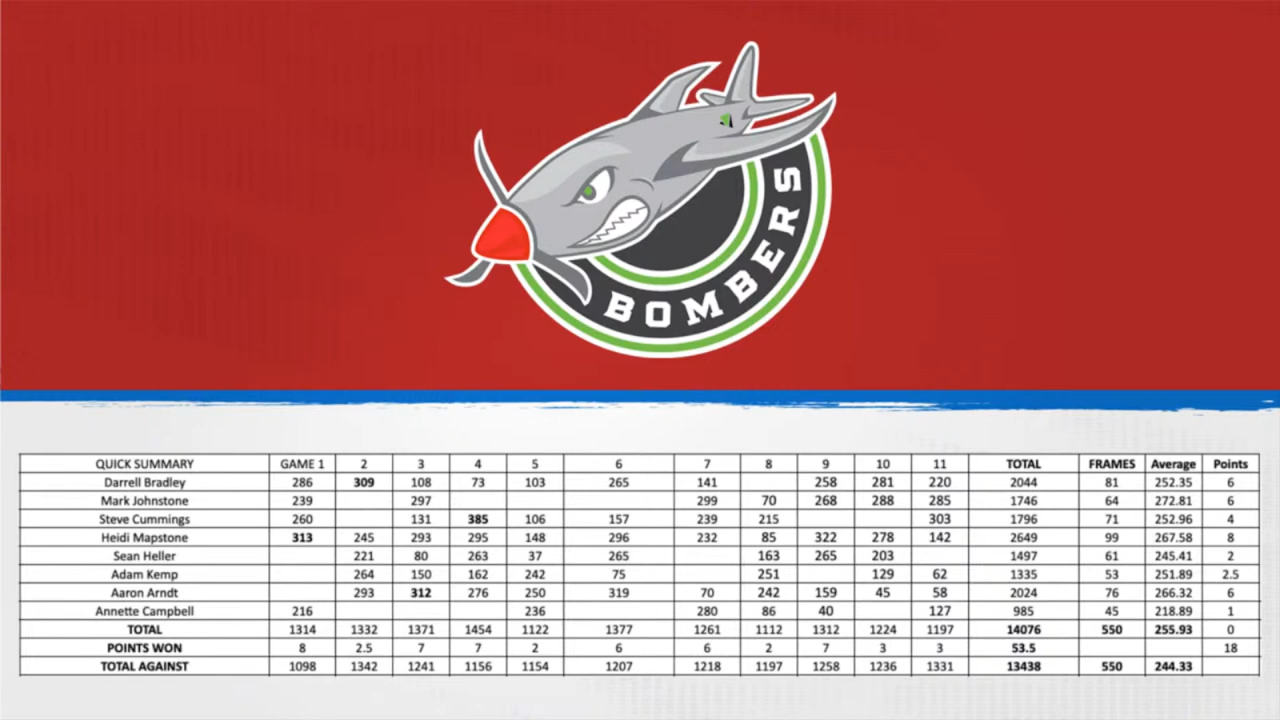 BOMBERS
QUICK SUMMARY GAME 1 2 3 4 5 6 7 8 9 10 11 TOTAL FRAMES Average Points
Darrell Bradley 286 309 108 73 103 265 141 258 281 220 2044 81 252.35 6
Mark Johnstone 239 297 299 70 268 288 285 1746 64 272.81 6
Steve Cummings 260 131 385 106 157 239 215 303 1796 71 252.96 4
Heidi Mapstone 313 245 293 295 148 296 232 85 322 278 142 2649 99 267.58 8
Sean Heller 221 80 263 37 265 163 265 203 1497 61 245.41 2
Adam Kemp 264 150 162 242 75 251 129 62 1335 53 251.89 2.5
Aaron Arndt 293 312 276 250 319 70 242 159 45 58 2024 76 266.32 6
Annette Campbell 216 236 280 86 40 127 985 45 218.89 1
TOTAL 1314 1332 1371 1454 1122 1377 1261 1112 1312 1224 1197 14076 550 255.93 0
POINTS WON 8 2.5 7 7 2 6 6 2 7 3 3 53.5 18
TOTAL AGAINST 1098 1342 1241 1156 1154 1207 1218 1197 1258 1236 1331 13438 550 244.33